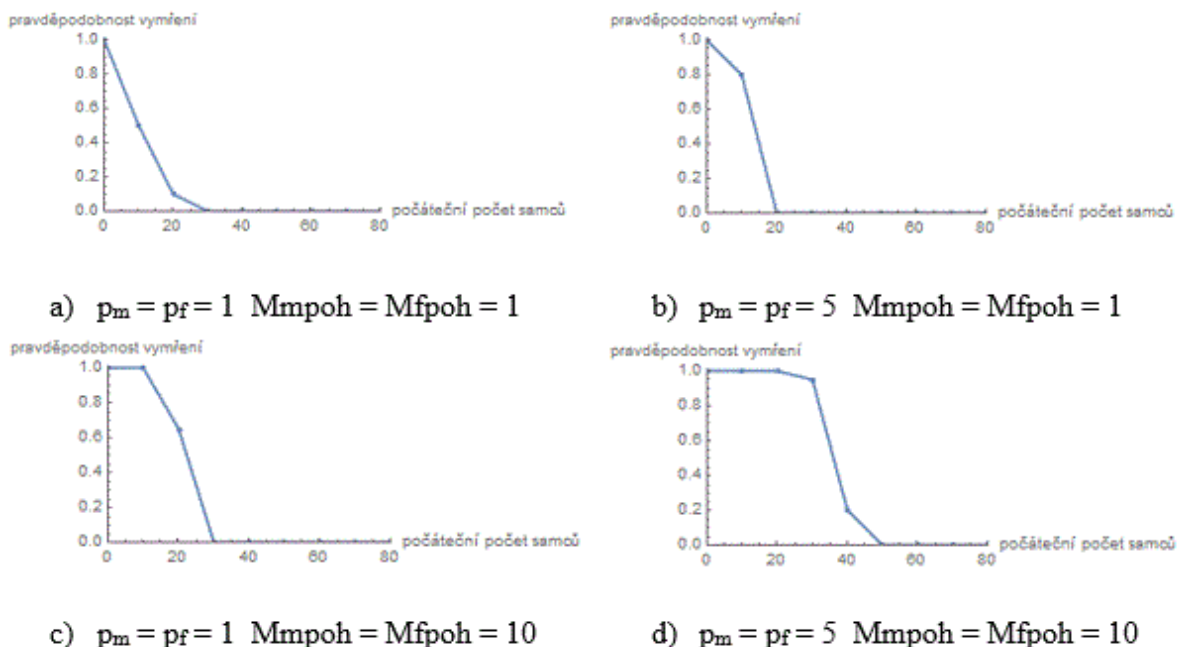 pravděpodobnost vymření
1.0
0.8
0.6
0.4
0.2
0.0
0 20 40 60 80
počáteční počet samců
a) pm = pf = 1 Mmpoh = Mfpoh = 1
pravděpodobnost vymření
1.0
0.8
0.6
0.4
0.2
0.0
0 20 40 60 80
počáteční počet samců
b) pm = pf = 5 Mmpoh = Mfpoh = 1
pravděpodobnost vymření
1.0
0.8
0.6
0.4
0.2
0.0
0 20 40 60 80
počáteční počet samců
c) pm = pf = 1 Mmpoh = Mfpoh = 10
pravděpodobnost vymření
1.0
0.8
0.6
0.4
0.2
0.0
0 20 40 60 80
počáteční počet samců
d) pm = pf = 5 Mmpoh = Mfpoh = 10